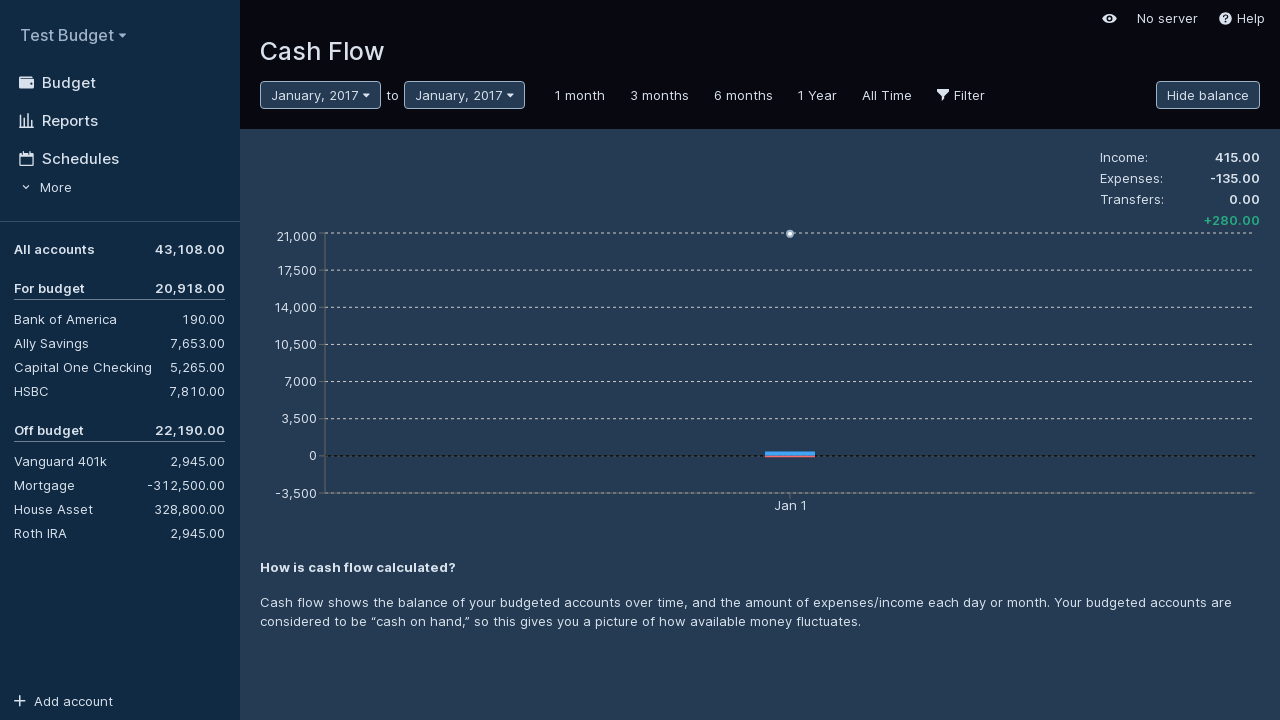 Test Budget
Budget
Reports
Schedules
More
All accounts 43,108.00
For budget 20,918.00
Bank of America 190.00
Ally Savings 7,653.00
Capital One Checking 5,265.00
HSBC 7,810.00
Off budget 22,190.00
Vanguard 401k 2,945.00
Mortgage -312,500.00
House Asset 328,800.00
Roth IRA 2,945.00
Add account
No server Help
Cash Flow
January, 2017 to January, 2017 1 month 3 months 6 months 1 Year All Time Filter Hide balance
Income: 415.00
Expenses: -135.00
Transfers: 0.00
+280.00
21,000
17,500
14,000
10,500
7,000
3,500
0
-3,500
Jan 1
How is cash flow calculated?
Cash flow shows the balance of your budgeted accounts over time, and the amount of expenses/income each day or month. Your budgeted accounts are
considered to be “cash on hand,” so this gives you a picture of how available money fluctuates.